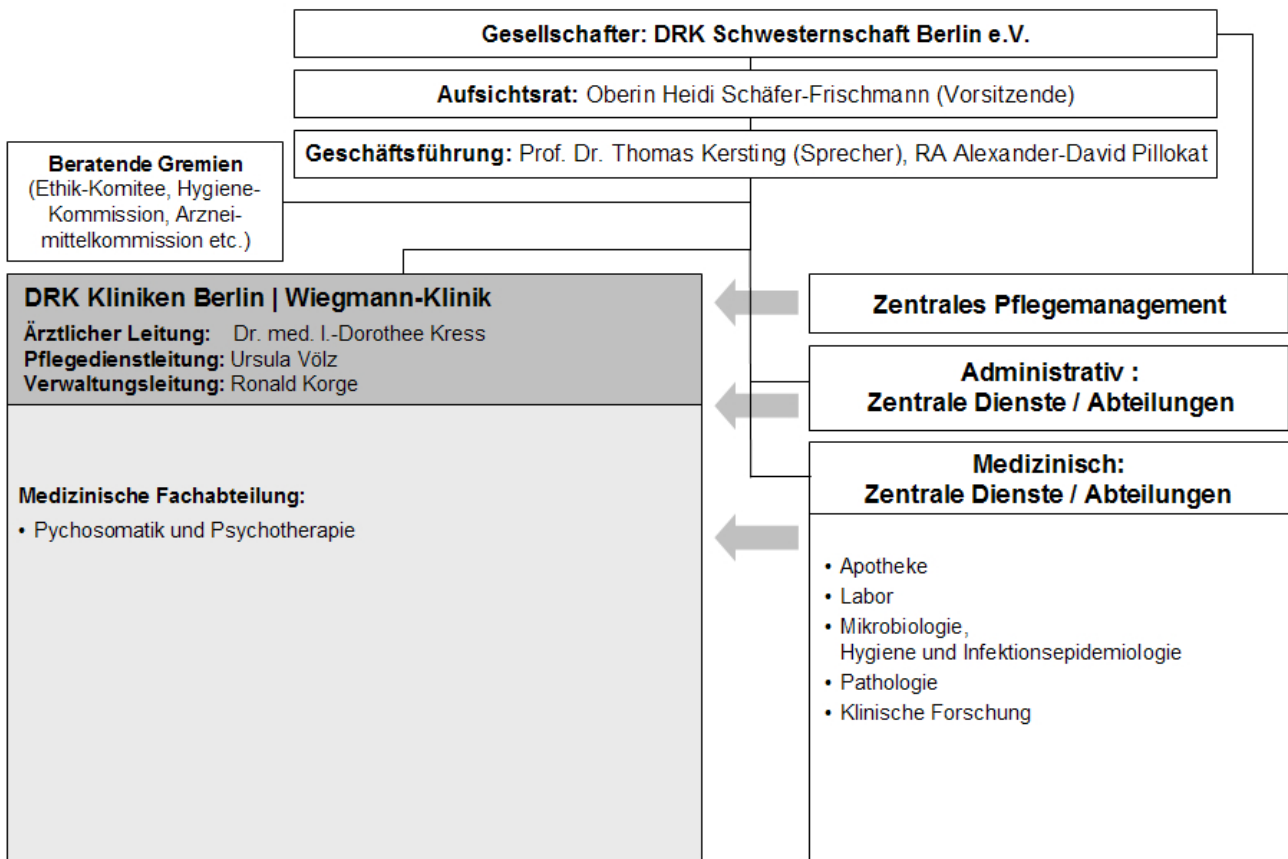 Gesellschafter: DRK Schwesternschaft Berlin e.V.
Aufsichtsrat: Oberin Heidi Schäfer-Frischmann (Vorsitzende)
Geschäftsführung: Prof. Dr. Thomas Kersting (Sprecher), RA Alexander-David Pillokat
Beratende Gremien
(Ethik-Komitee, Hygiene-
Kommission, Arznei-
mittelkommission etc.)
DRK Kliniken Berlin | Wiegmann-Klinik
Ärztlicher Leitung: Dr. med. I.-Dorothee Kress
Pflegedienstleitung: Ursula Völz
Verwaltungsleitung: Ronald Korge
Medizinische Fachabteilung:
• Pychosomatik und Psychotherapie
Zentrales Pflegemanagement
Administrativ :
Zentrale Dienste / Abteilungen
Medizinisch:
Zentrale Dienste / Abteilungen
• Apotheke
• Labor
• Mikrobiologie,
Hygiene und Infektionsepidemiologie
• Pathologie
• Klinische Forschung